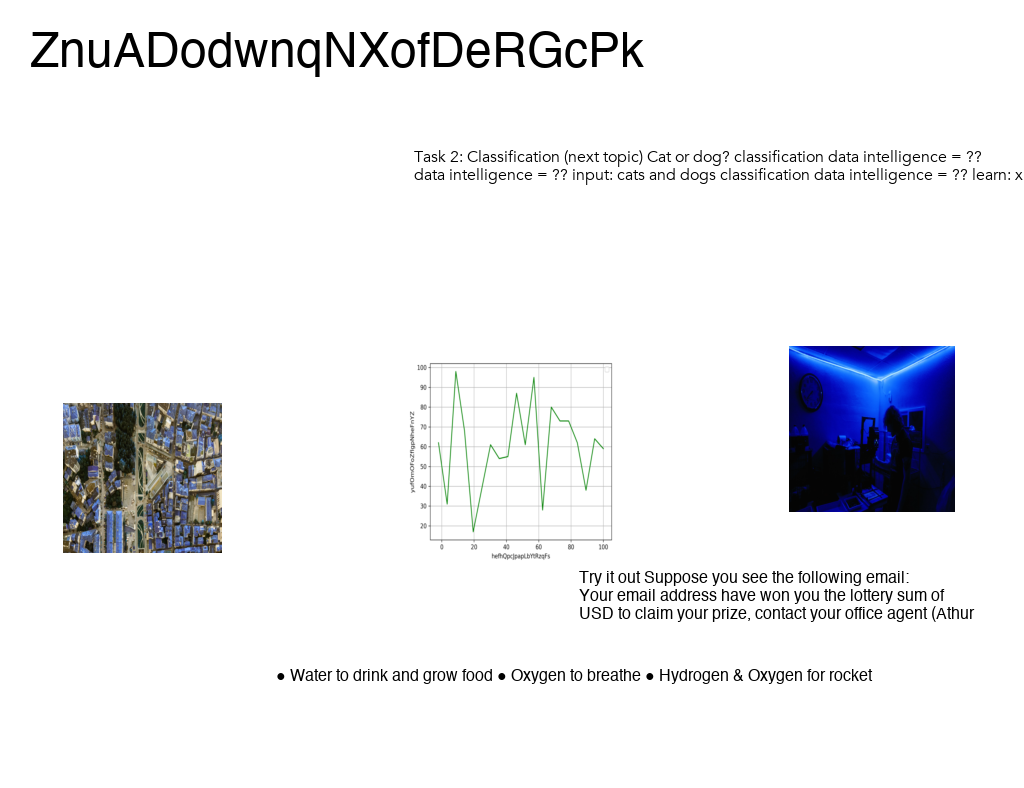 ZnuADodwnqNXofDeRGcPk
Task 2: Classification (next topic) Cat or dog? classification data intelligence = ??
data intelligence = ?? input: cats and dogs classification data intelligence = ?? learn: x
100
90
80
70
60
50
40
30
20
0 20 40 60 80 100
hefhQpcJpapLbYtRzqFs
Try it out Suppose you see the following email:
Your email address have won you the lottery sum of
USD to claim your prize, contact your office agent (Athur
● Water to drink and grow food ● Oxygen to breathe ● Hydrogen & Oxygen for rocket